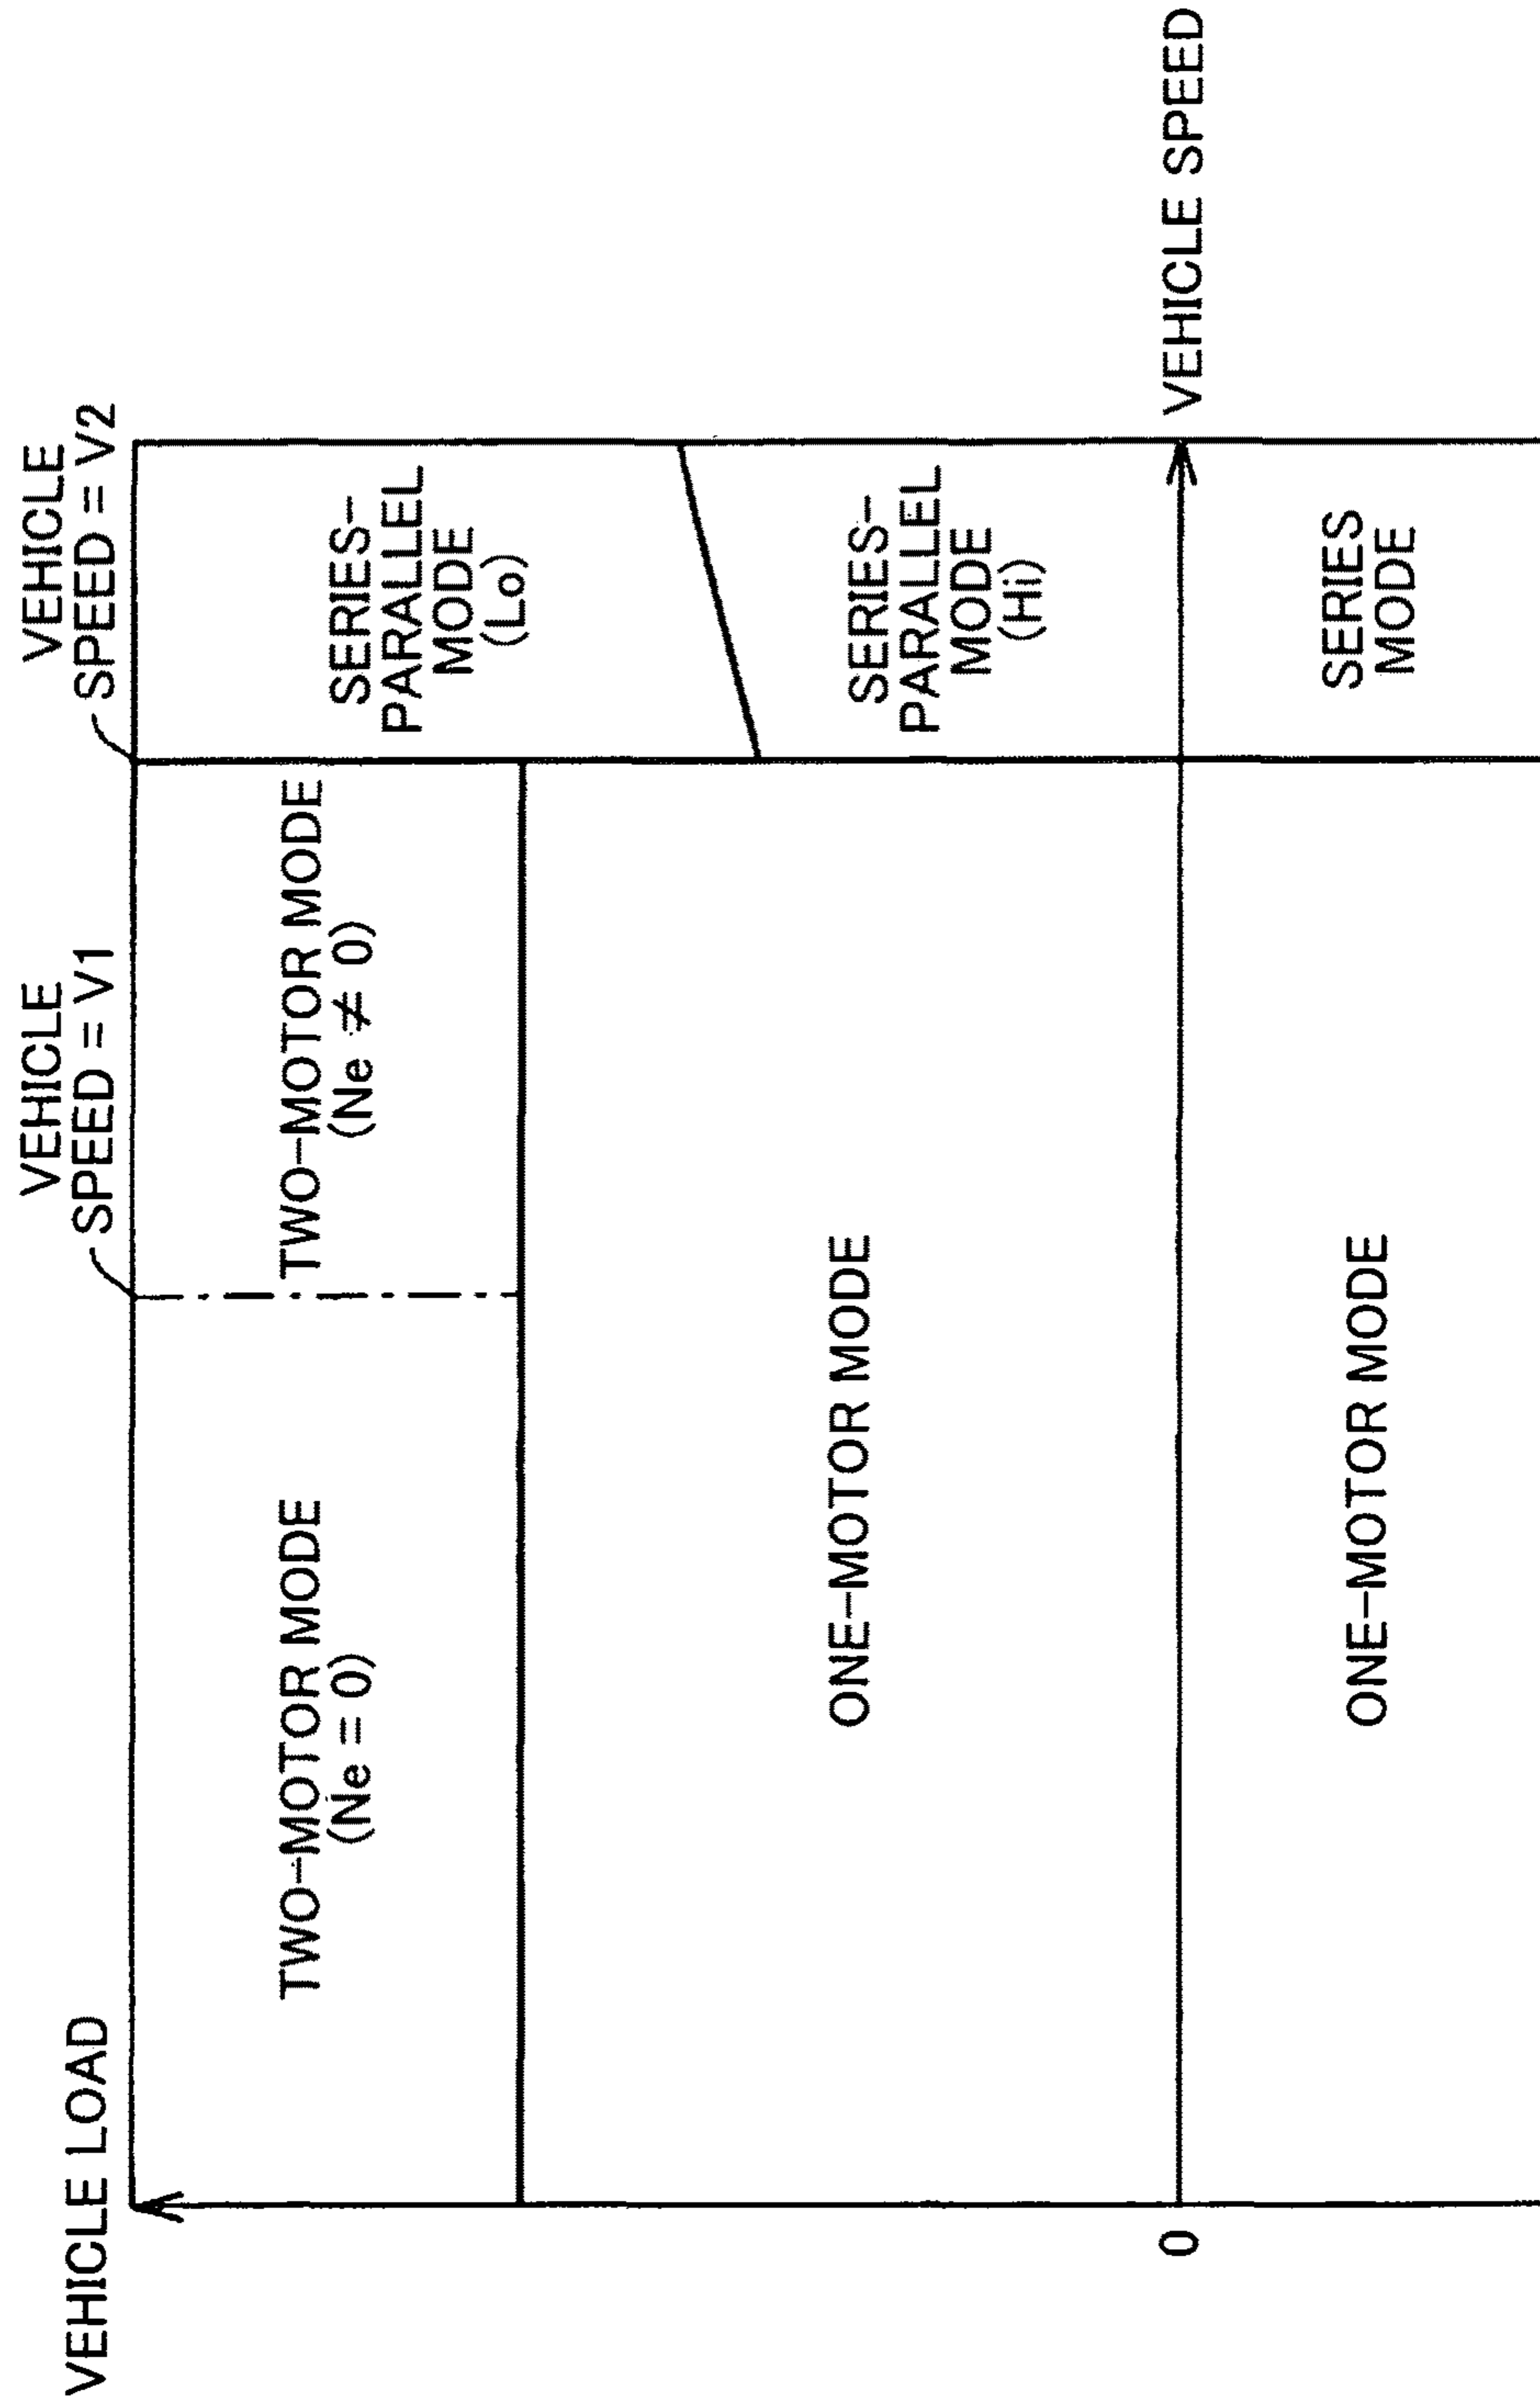 VEHICLE LOAD
VEHICLE
SPEED = V1
VEHICLE
SPEED = V2
TWO-MOTOR MODE
(Ne = 0)
TWO-MOTOR MODE
(Ne ≠ 0)
SERIES-
PARALLEL
MODE
(Lo)
ONE-MOTOR MODE
SERIES-
PARALLEL
MODE
(Hi)
0
VEHICLE SPEED
ONE-MOTOR MODE
SERIES
MODE